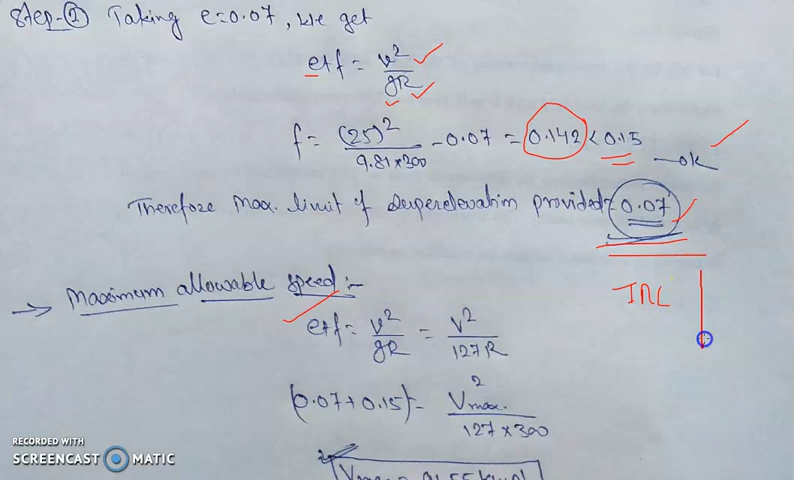 Step-② Taking e=0.07, we get
e+f = v²/gR
f = (25)²/9.81×300 - 0.07 = 0.142 < 0.15 —ok
Therefore max. limit of superelevation provided = 0.07
→ Maximum allowable speed:- IRC
e+f = v²/gR = V²/127R
(0.07+0.15) = V²max./127×300
RECORDED WITH
SCREENCAST MATIC